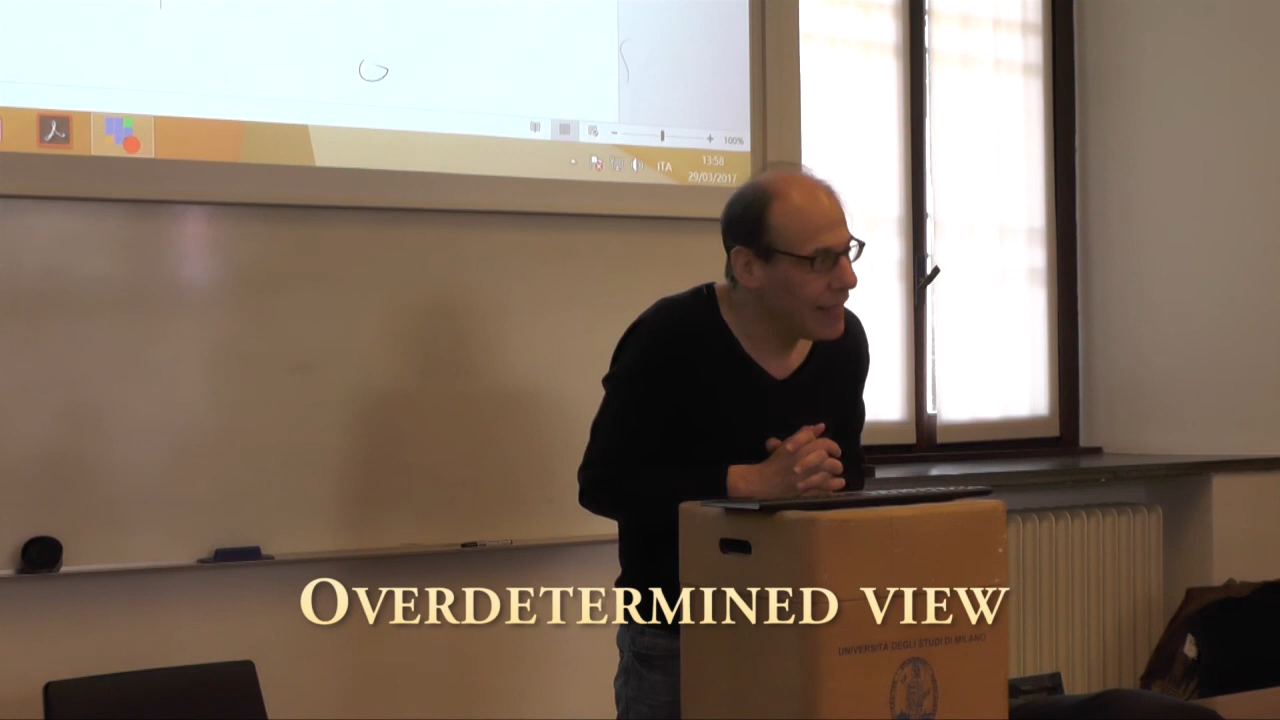 100%
ITA
13:58
29/03/2017
OVERDETERMINED VIEW
UNIVERSITÀ DEGLI STUDI DI MILANO